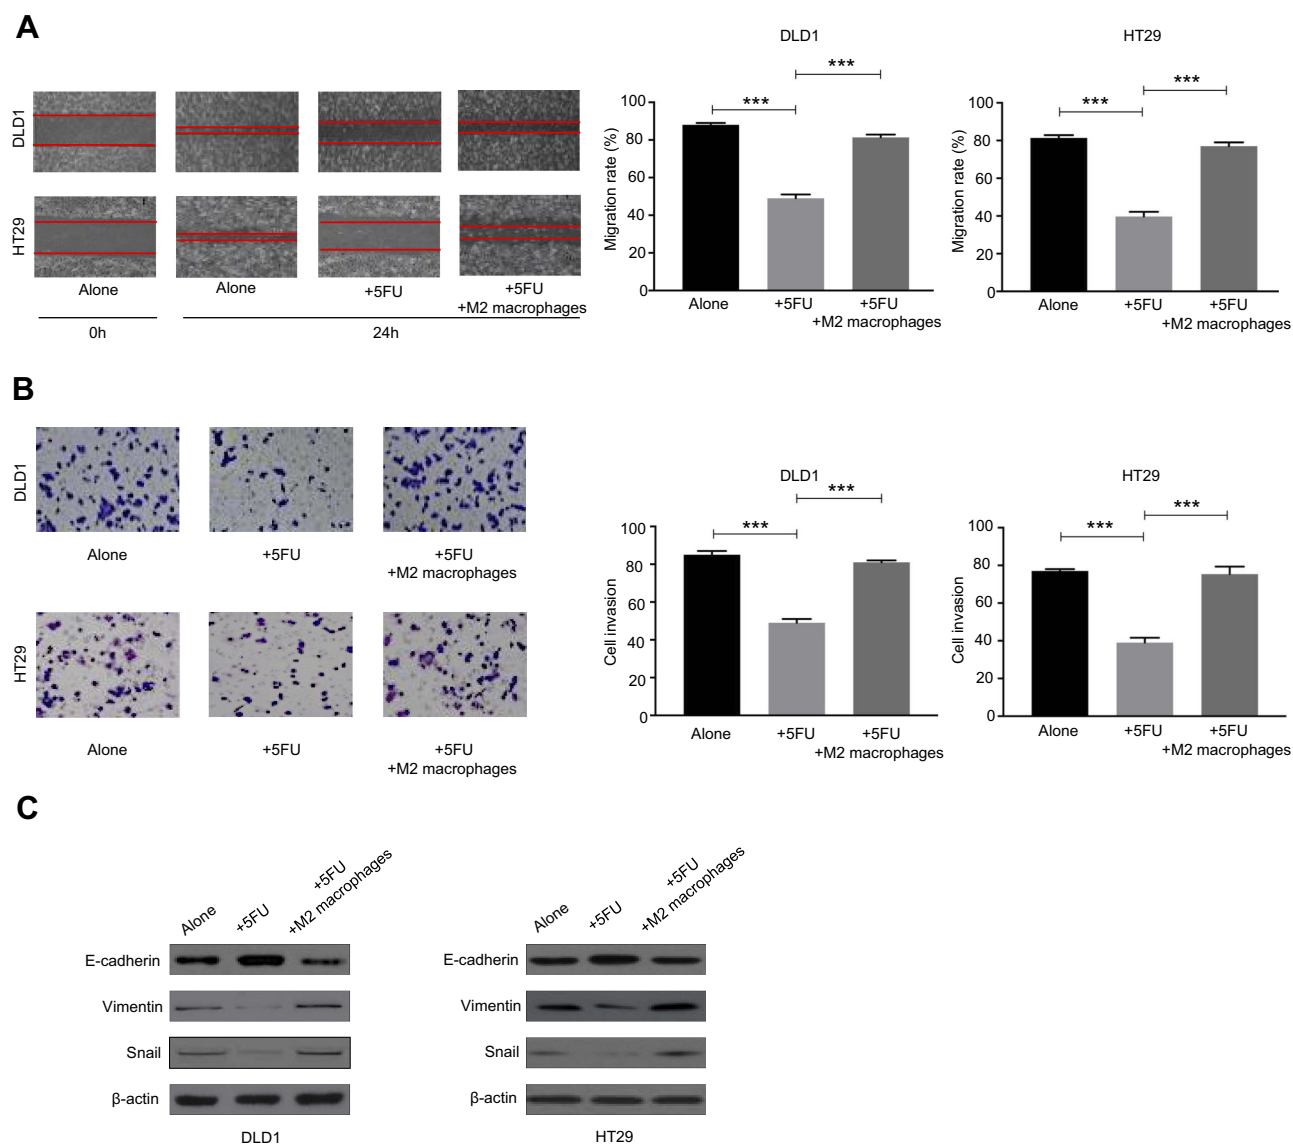 A
DLD1
HT29
Alone
Alone
+5FU
+5FU
+M2 macrophages
0h
24h
DLD1
***
***
Migration rate (%)
100
80
60
40
20
0
Alone
+5FU
+5FU
+M2 macrophages
HT29
***
***
Migration rate (%)
100
80
60
40
20
0
Alone
+5FU
+5FU
+M2 macrophages
B
DLD1
Alone
+5FU
+5FU
+M2 macrophages
HT29
Alone
+5FU
+5FU
+M2 macrophages
DLD1
***
***
Cell invasion
100
80
60
40
20
0
Alone
+5FU
+5FU
+M2 macrophages
HT29
***
***
Cell invasion
100
80
60
40
20
0
Alone
+5FU
+5FU
+M2 macrophages
C
Alone
+5FU
+5FU
+M2 macrophages
E-cadherin
Vimentin
Snail
β-actin
DLD1
Alone
+5FU
+5FU
+M2 macrophages
E-cadherin
Vimentin
Snail
β-actin
HT29